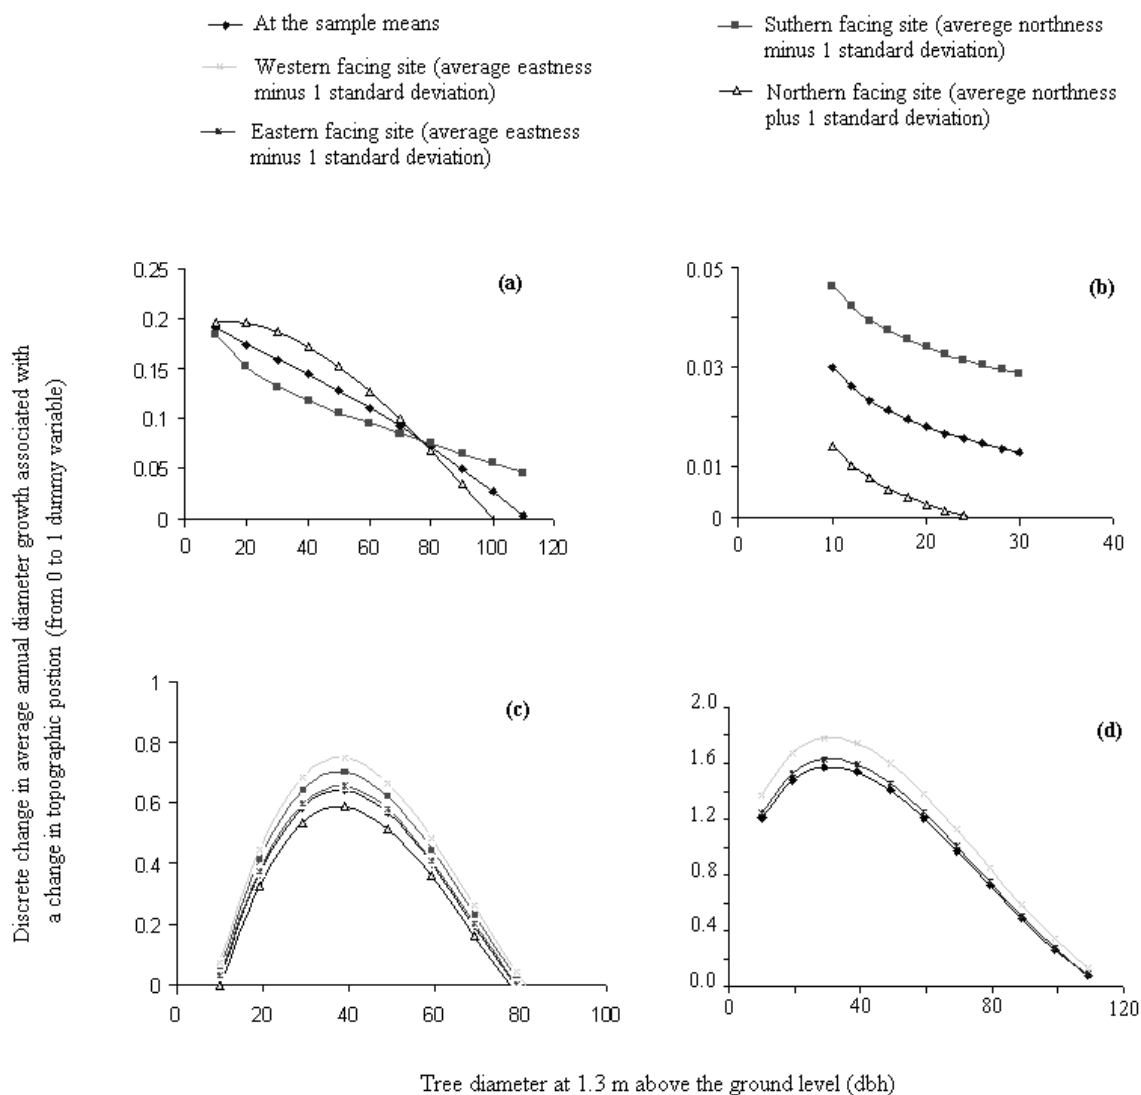 At the sample means
Western facing site (average eastness
minus 1 standard deviation)
Eastern facing site (average eastness
minus 1 standard deviation)
Suthern facing site (averege northness
minus 1 standard deviation)
Northern facing site (averege northness
plus 1 standard deviation)
Discrete change in average annual diameter growth associated with
a change in topographic postion (from 0 to 1 dummy variable)
(a)
0.25
0.2
0.15
0.1
0.05
0
0 20 40 60 80 100 120
(b)
0.05
0.03
0.01
0
0 10 20 30 40
(c)
1
0.8
0.6
0.4
0.2
0
0 20 40 60 80 100
(d)
2.0
1.6
1.2
0.8
0.4
0.0
0 40 80 120
Tree diameter at 1.3 m above the ground level (dbh)